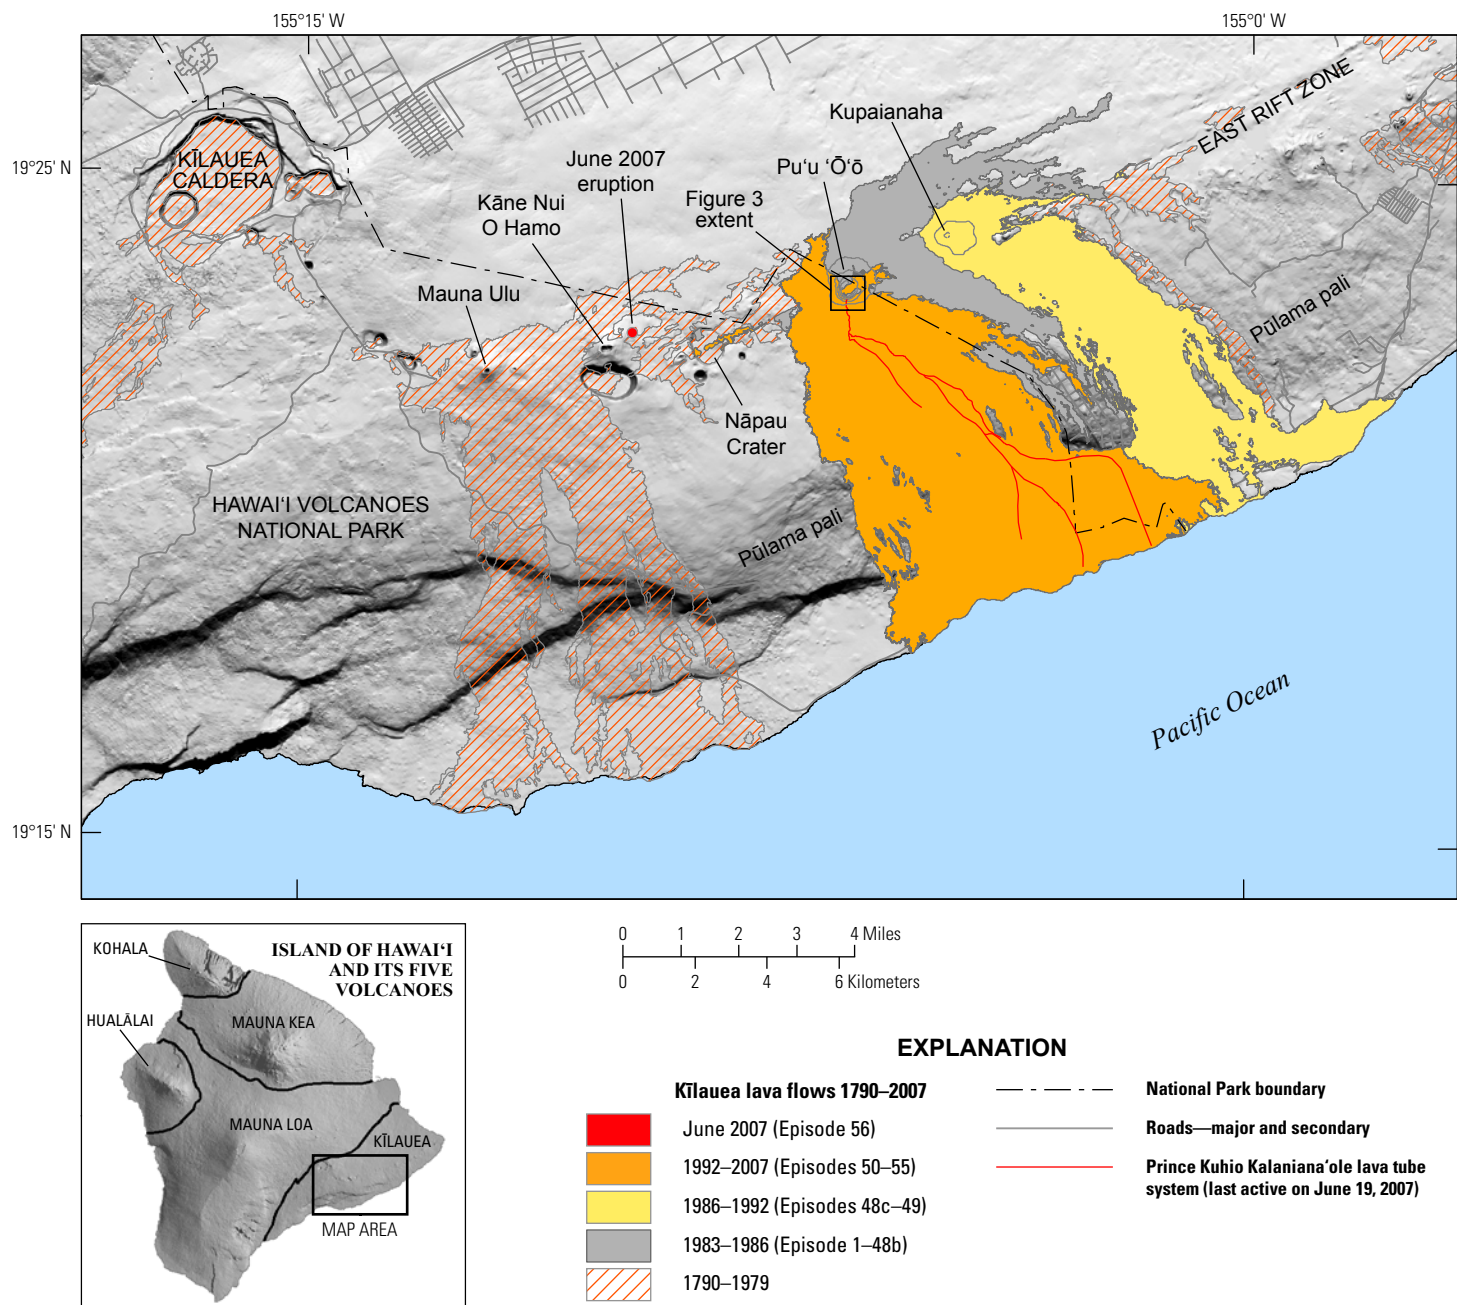 155°15' W
155°0' W
19°25' N
KĪLAUEA
CALDERA
Kāne Nui
O Hamo
June 2007
eruption
Figure 3
extent
Pu‘u ‘Ō‘ō
Kupaianaha
EAST RIFT ZONE
Mauna Ulu
Nāpau
Crater
Pūlama pali
HAWAI‘I VOLCANOES
NATIONAL PARK
Pūlama pali
Pacific Ocean
19°15' N
ISLAND OF HAWAI‘I
AND ITS FIVE
VOLCANOES
KOHALA
HUALĀLAI
MAUNA KEA
MAUNA LOA
KĪLAUEA
MAP AREA
0 1 2 3 4 Miles
0 2 4 6 Kilometers
EXPLANATION
Kīlauea lava flows 1790–2007
June 2007 (Episode 56)
1992–2007 (Episodes 50–55)
1986–1992 (Episodes 48c–49)
1983–1986 (Episode 1–48b)
1790–1979
National Park boundary
Roads—major and secondary
Prince Kuhio Kalaniana‘ole lava tube
system (last active on June 19, 2007)